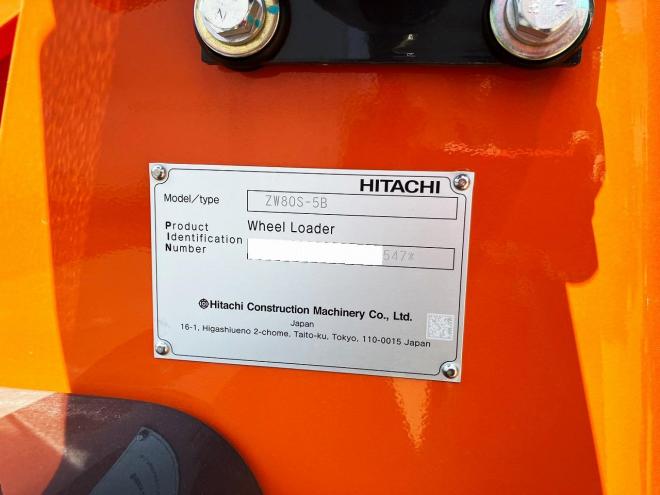 HITACHI
Model/type ZW80S-5B
Product Wheel Loader
Identification
Number 547*
Hitachi Construction Machinery Co., Ltd.
Japan
16-1, Higashiueno 2-chome, Taito-ku, Tokyo, 110-0015 Japan